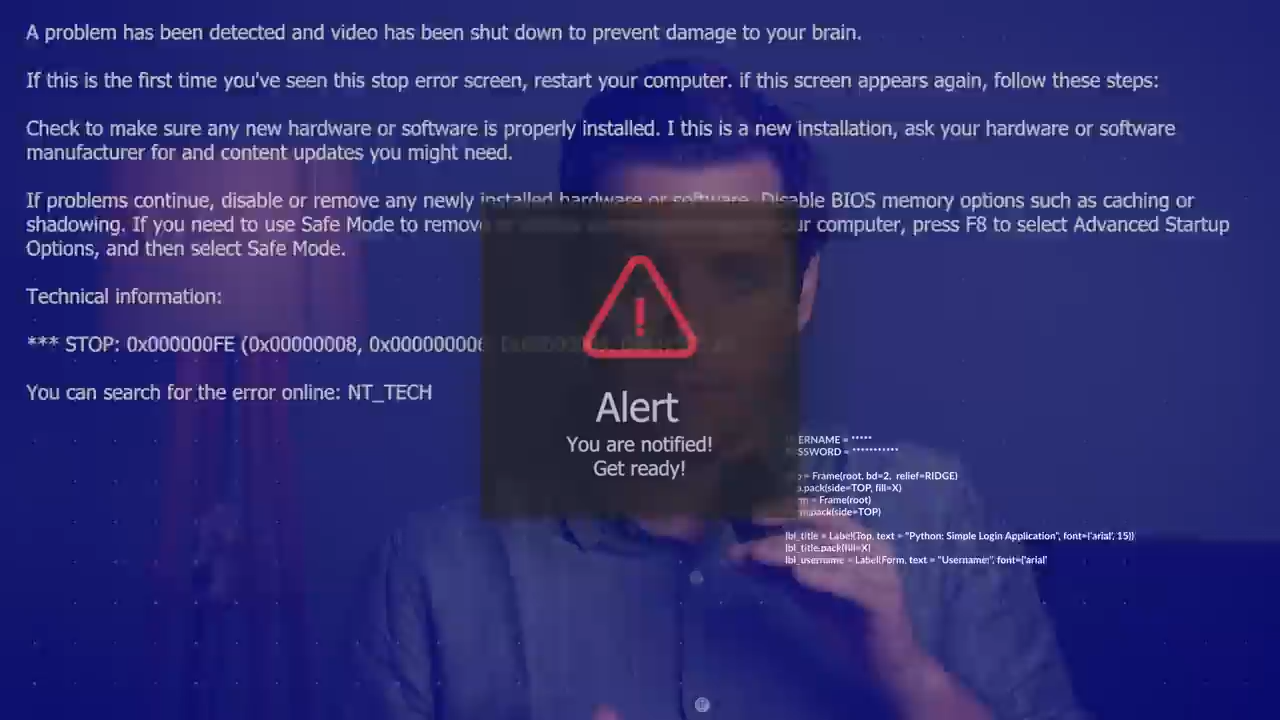 A problem has been detected and video has been shut down to prevent damage to your brain.
If this is the first time you've seen this stop error screen, restart your computer. if this screen appears again, follow these steps:
Check to make sure any new hardware or software is properly installed. I this is a new installation, ask your hardware or software
manufacturer for and content updates you might need.
If problems continue, disable or remove any newly installed hardware or software. Disable BIOS memory options such as caching or
shadowing. If you need to use Safe Mode to remove computer, press F8 to select Advanced Startup
Options, and then select Safe Mode.
Technical information:
*** STOP: 0x000000FE (0x00000008, 0x000000006
You can search for the error online: NT_TECH
Alert
You are notified!
Get ready!
ERNAME = *****
SSWORD = ***********
= Frame(root, bd=2, relief=RIDGE)
.pack(side=TOP, fill=X)
= Frame(root)
.pack(side=TOP)
lbl_title = Label(Top, text = "Python: Simple Login Application", font=('arial', 15))
lbl_title.pack(fill=X)
lbl_username = Label(Form, text = "Username:", font=('arial'